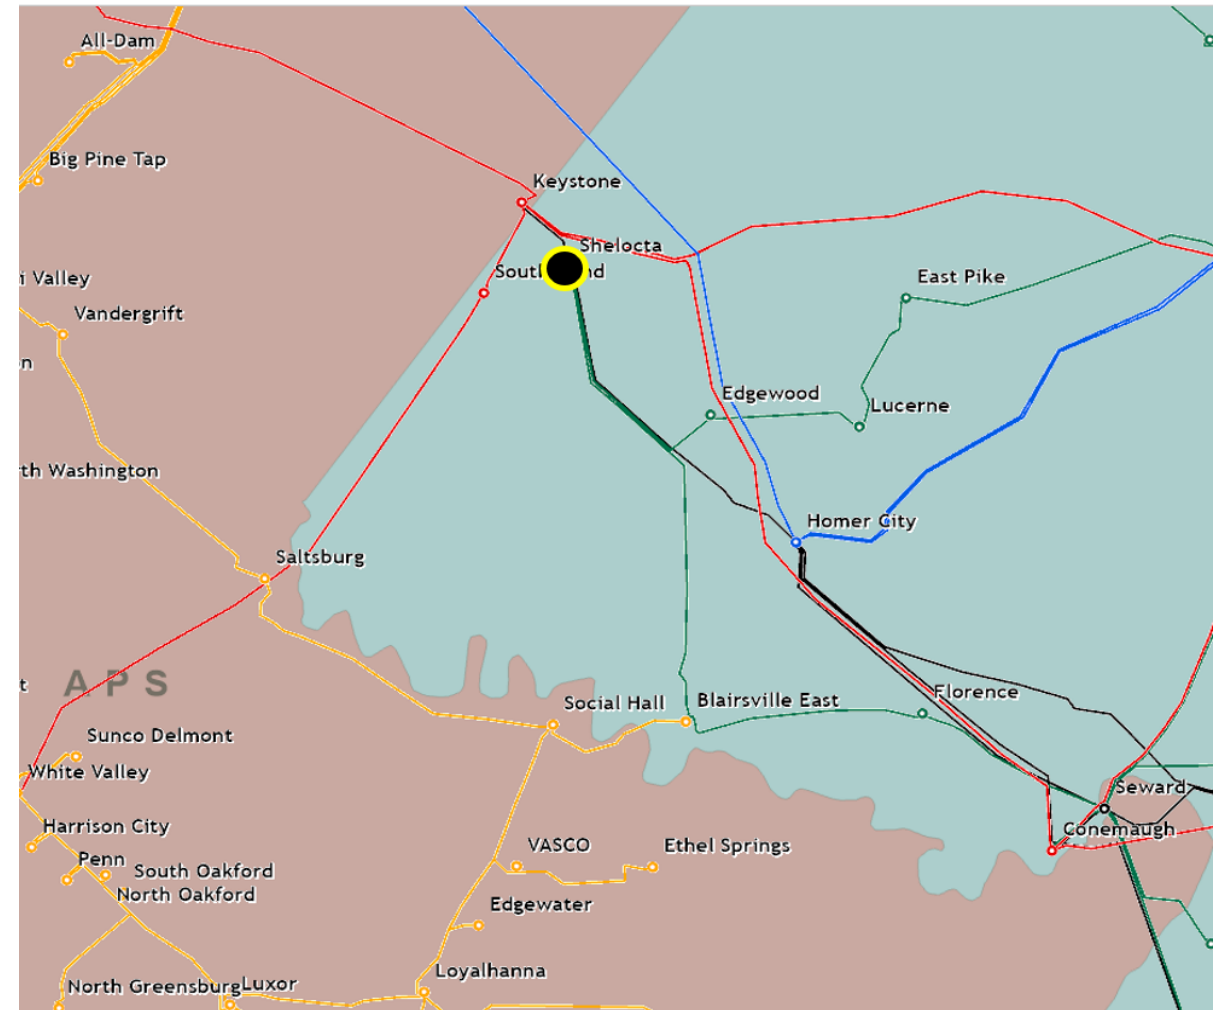 All-Dam
Big Pine Tap
Keystone
Shelocta
i Valley
East Pike
Vandergrift
n
Edgewood
Lucerne
th Washington
Homer City
Saltsburg
t
APS
Social Hall
Blairsville East
Florence
Sunco Delmont
White Valley
Seward
Harrison City
Conemaugh
VASCO
Ethel Springs
Penn
South Oakford
North Oakford
Edgewater
Loyalhanna
North Greensburg
Luxor